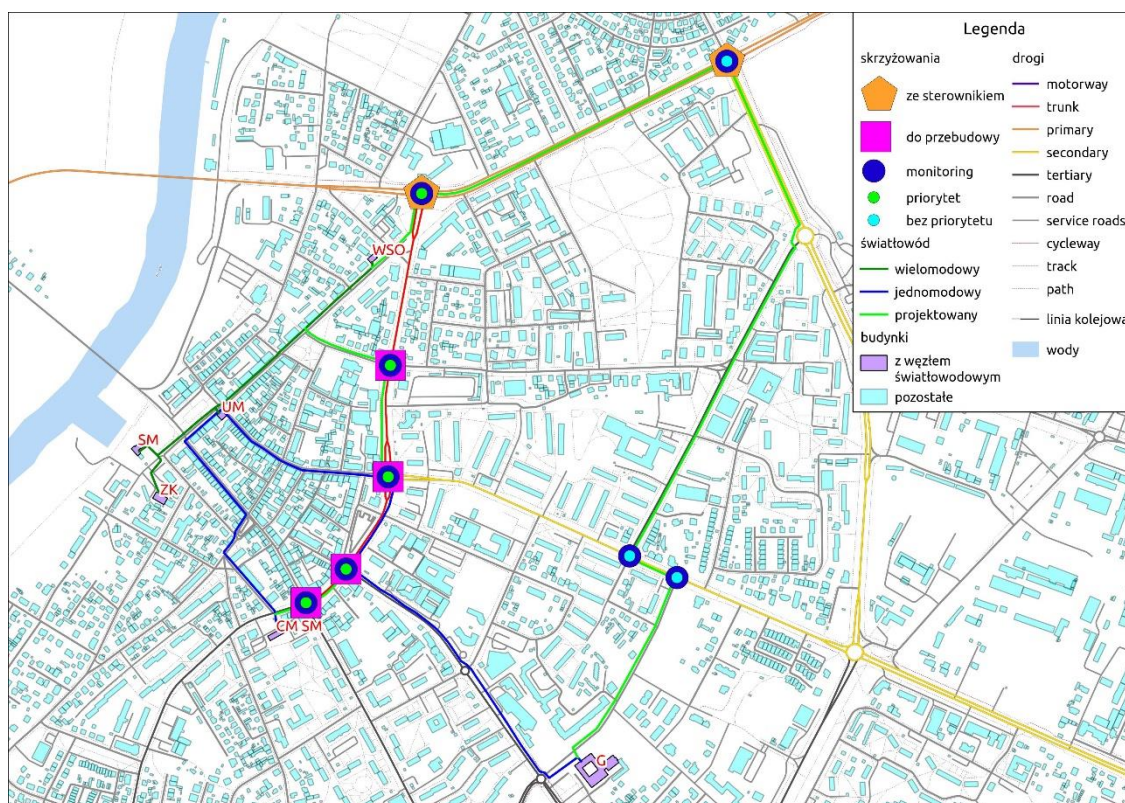 Legenda
skrzyżowania
ze sterownikiem
do przebudowy
monitoring
priorytet
bez priorytetu
światłowód
wielomodowy
jednomodowy
projektowany
budynki
z węzłem
światłowodowym
pozostałe
drogi
motorway
trunk
primary
secondary
tertiary
road
service roads
cycleway
track
path
linia kolejowa
wody
WSO
UM
SM
ZK
CM SM
G